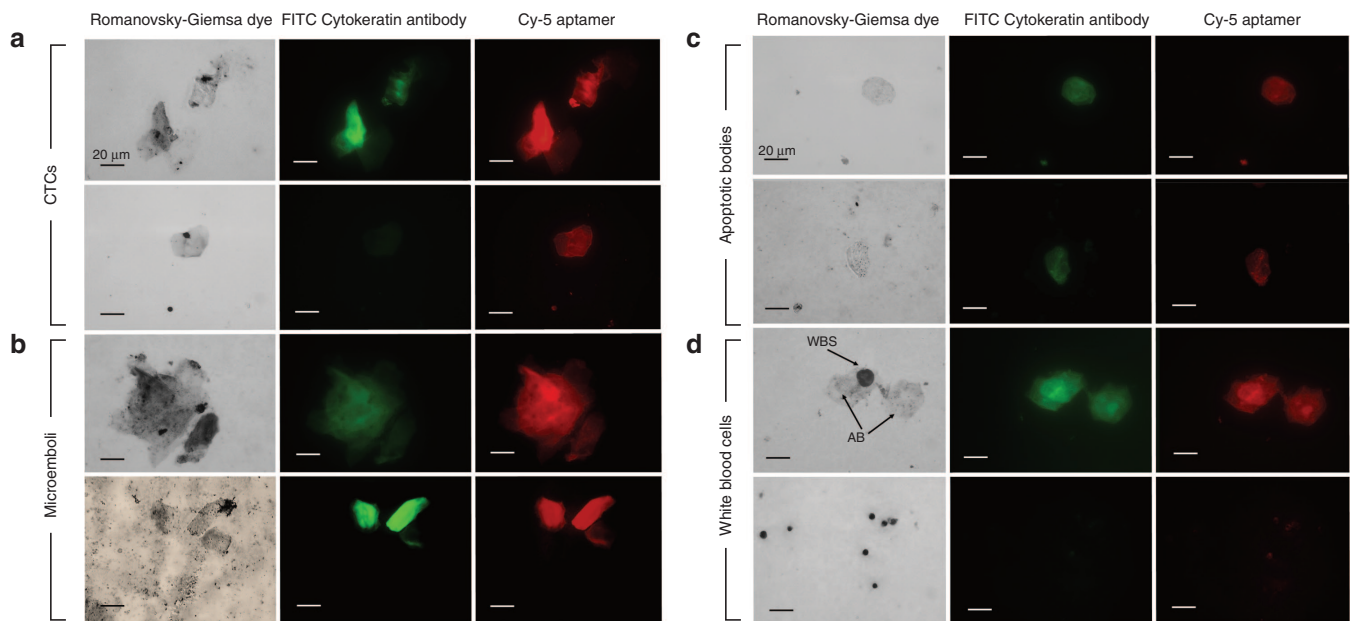 Romanovsky-Giemsa dye FITC Cytokeratin antibody Cy-5 aptamer
a
CTCs
20 μm
b
Microemboli
Romanovsky-Giemsa dye FITC Cytokeratin antibody Cy-5 aptamer
c
Apoptotic bodies
20 μm
d
White blood cells
WBS
AB